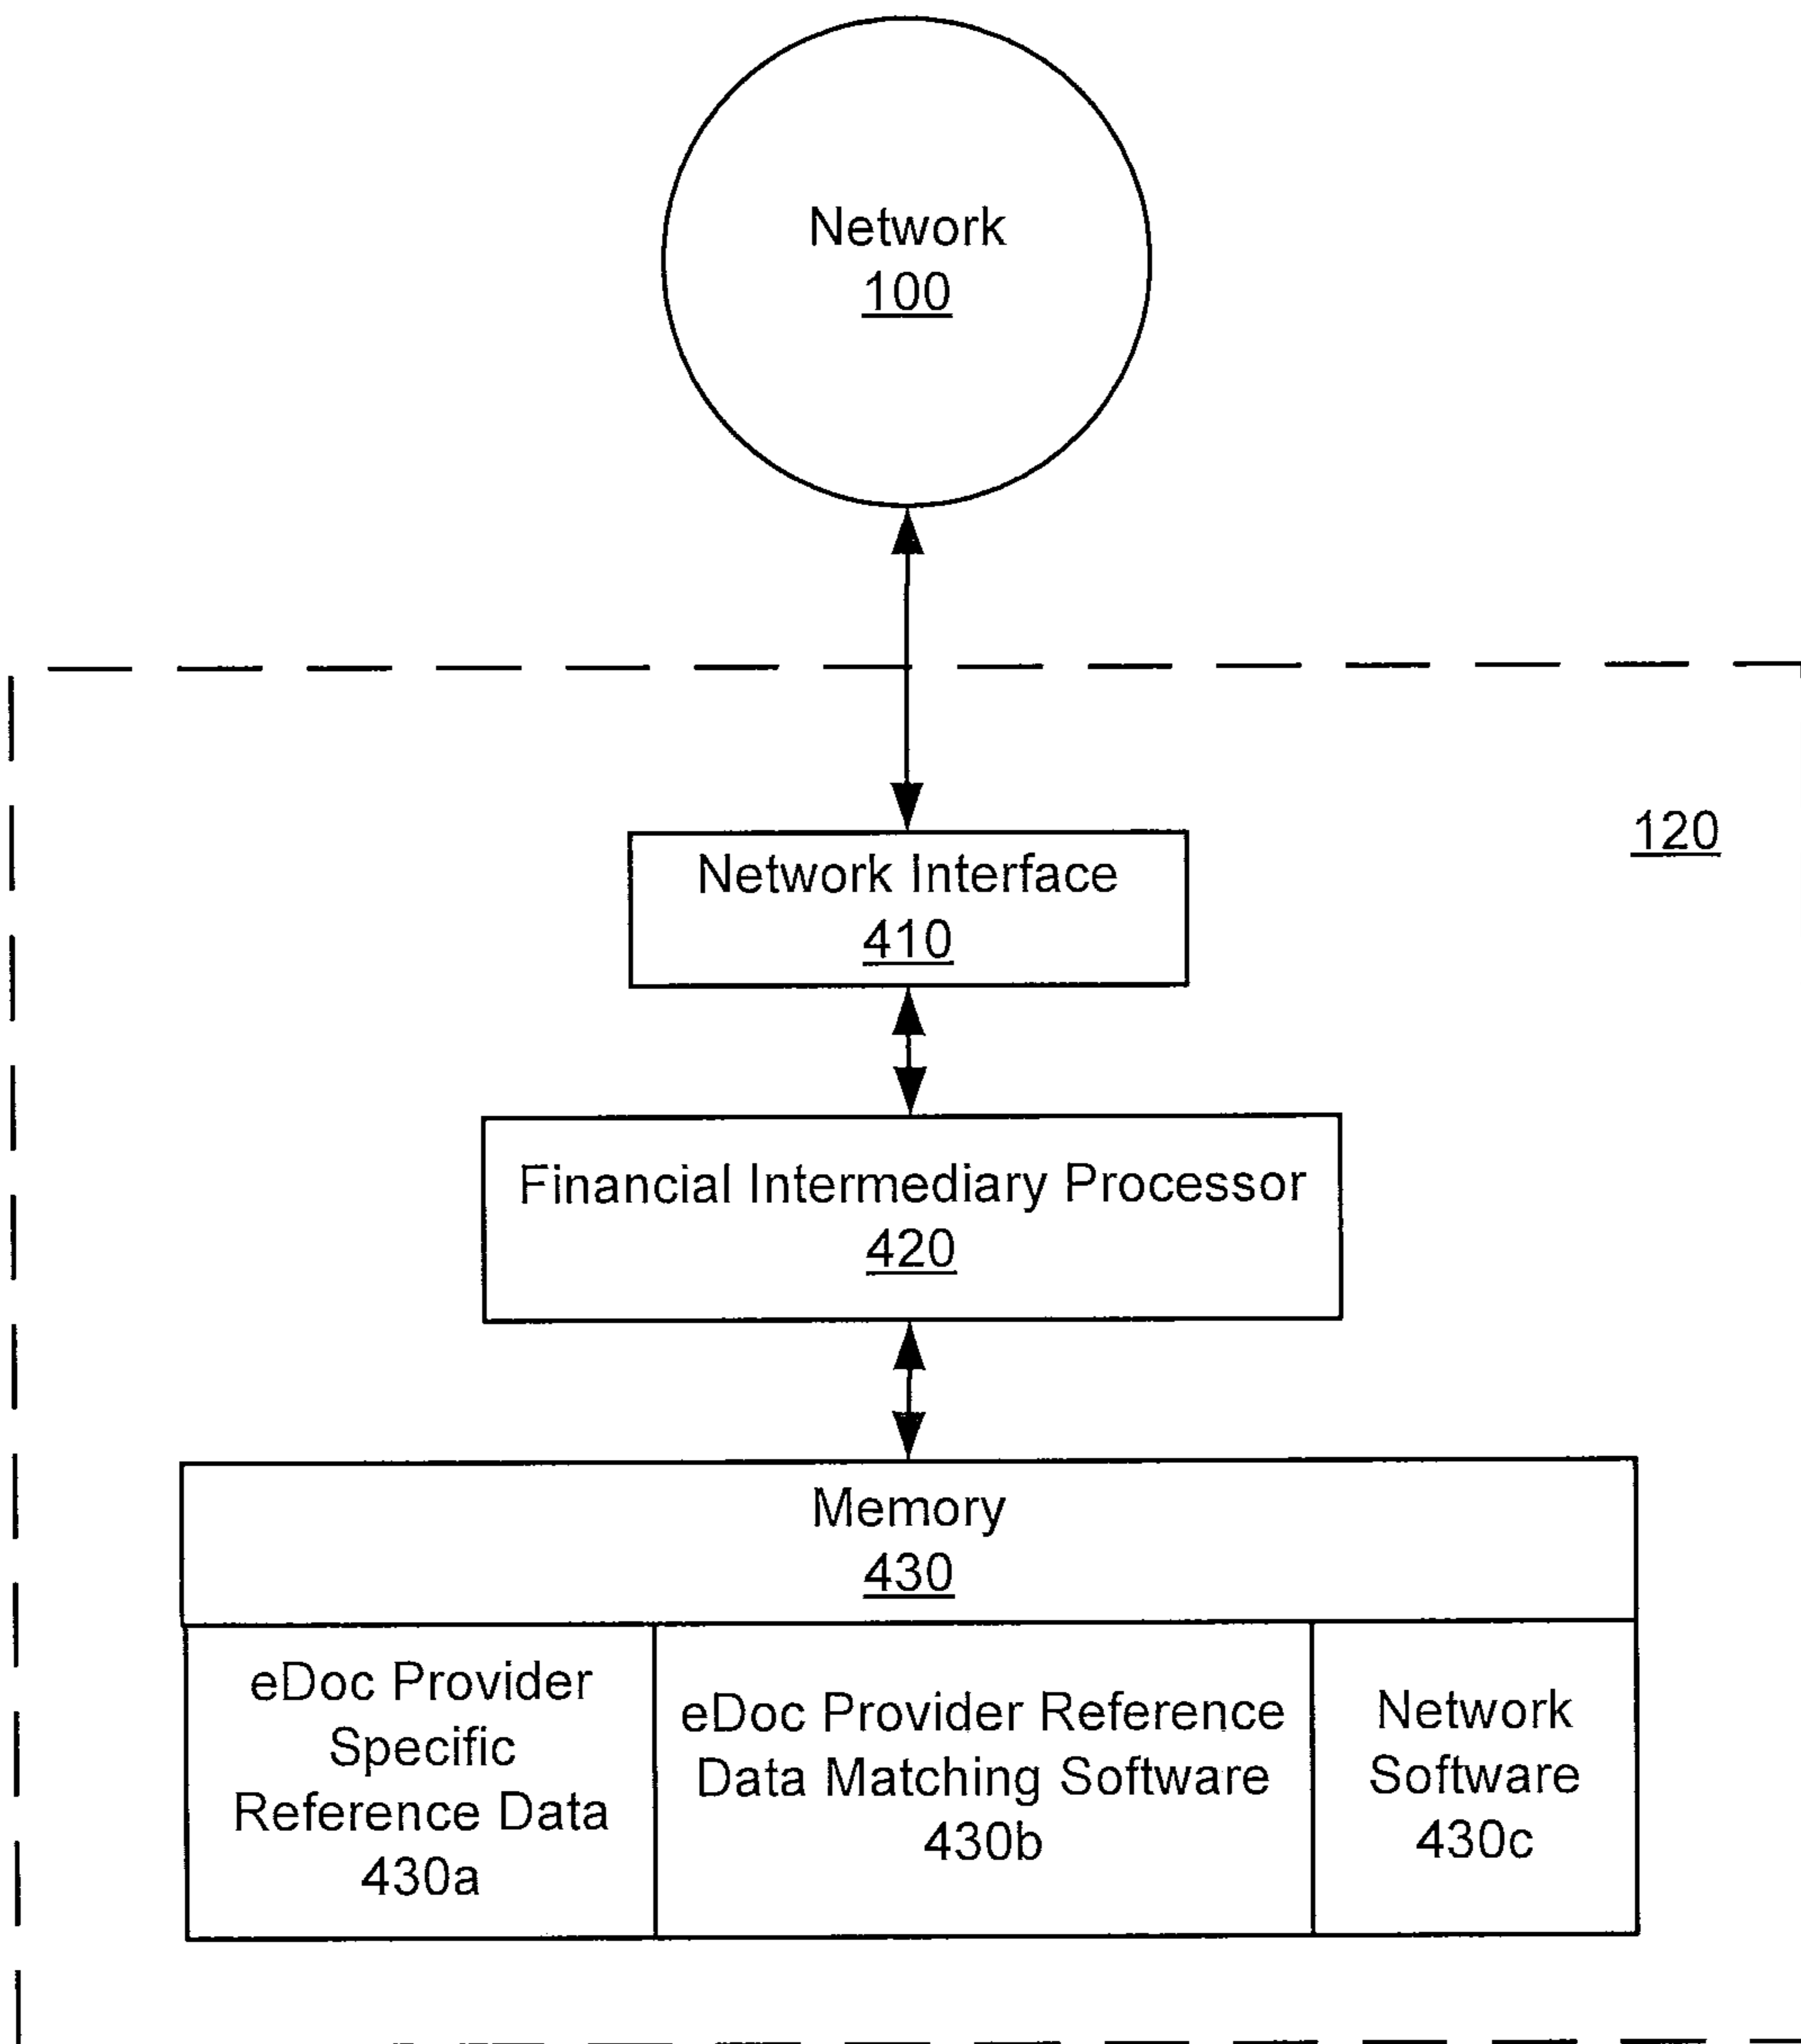 Network
100
120
Network Interface
410
Financial Intermediary Processor
420
Memory
430
eDoc Provider
Specific
Reference Data
430a
eDoc Provider Reference
Data Matching Software
430b
Network
Software
430c